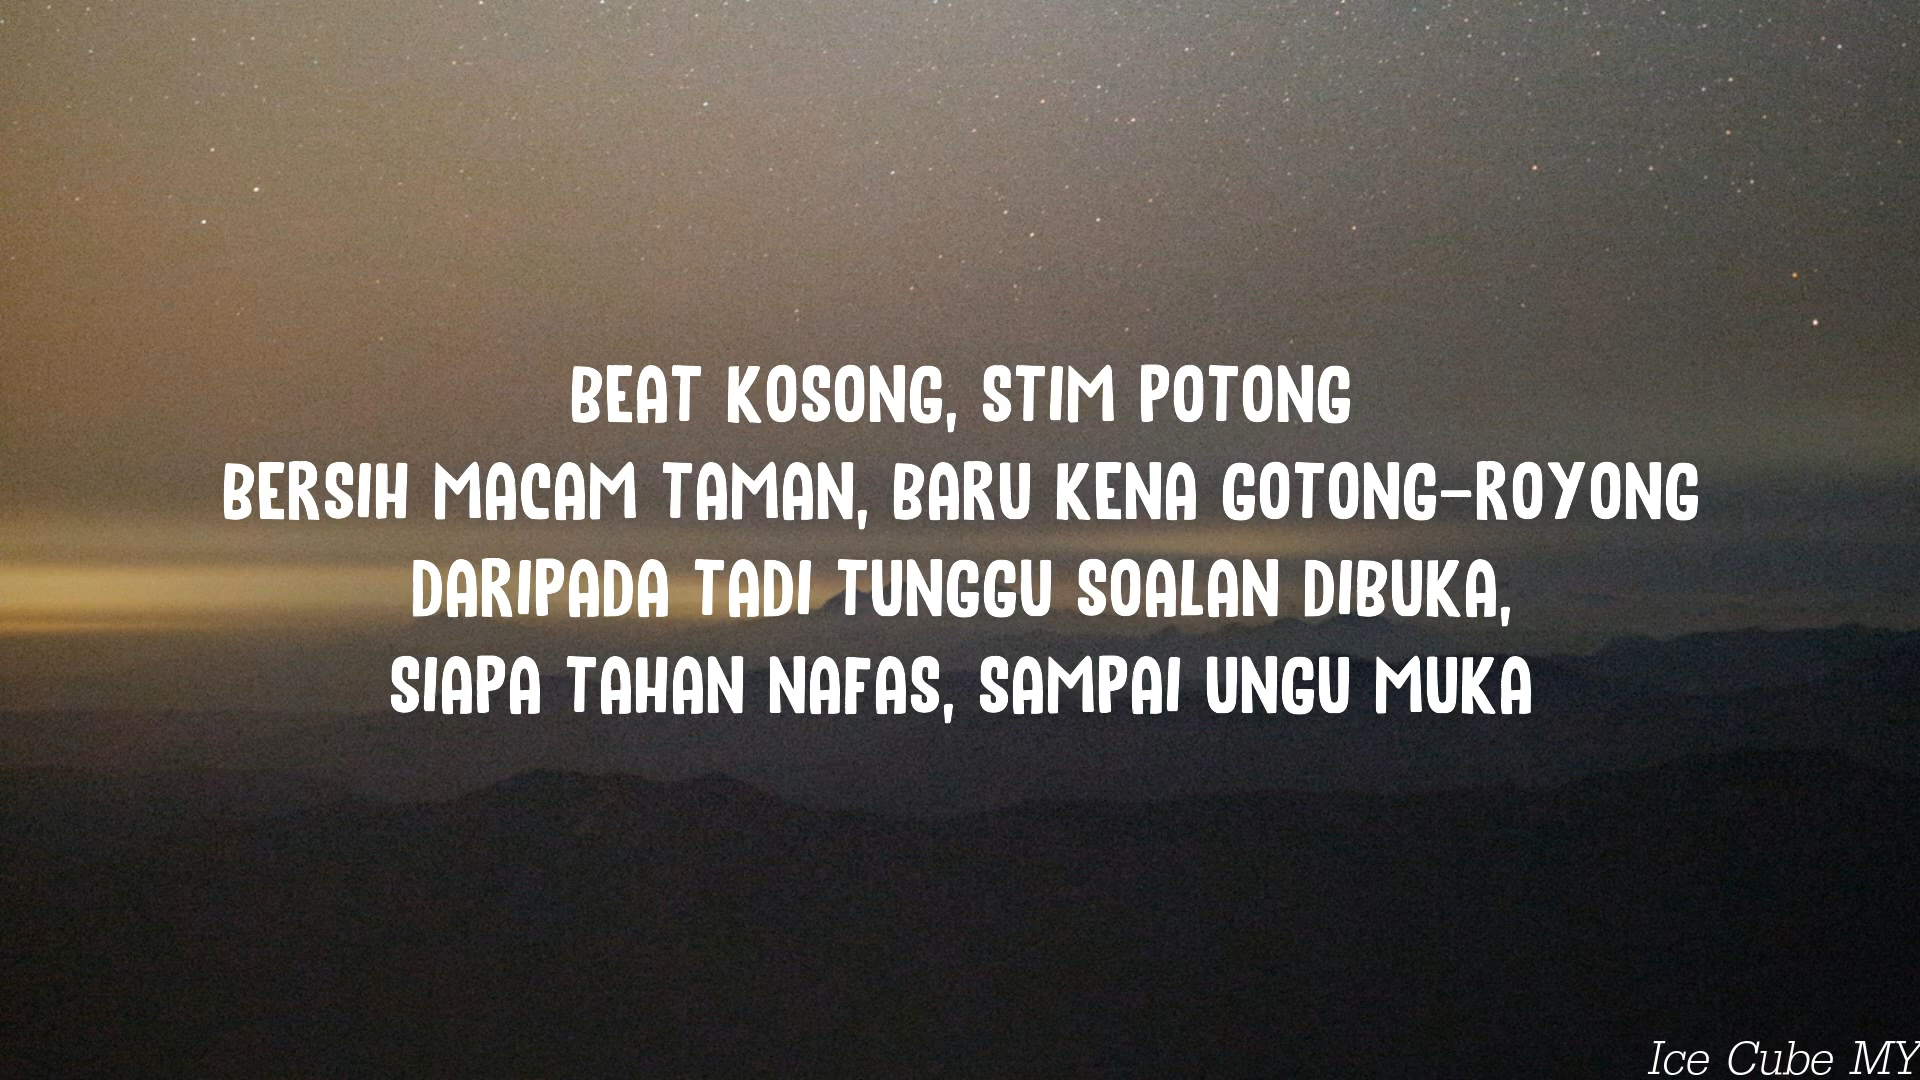 BEAT KOSONG, STIM POTONG
BERSIH MACAM TAMAN, BARU KENA GOTONG-ROYONG
DARIPADA TADI TUNGGU SOALAN DIBUKA,
SIAPA TAHAN NAFAS, SAMPAI UNGU MUKA
Ice Cube MY